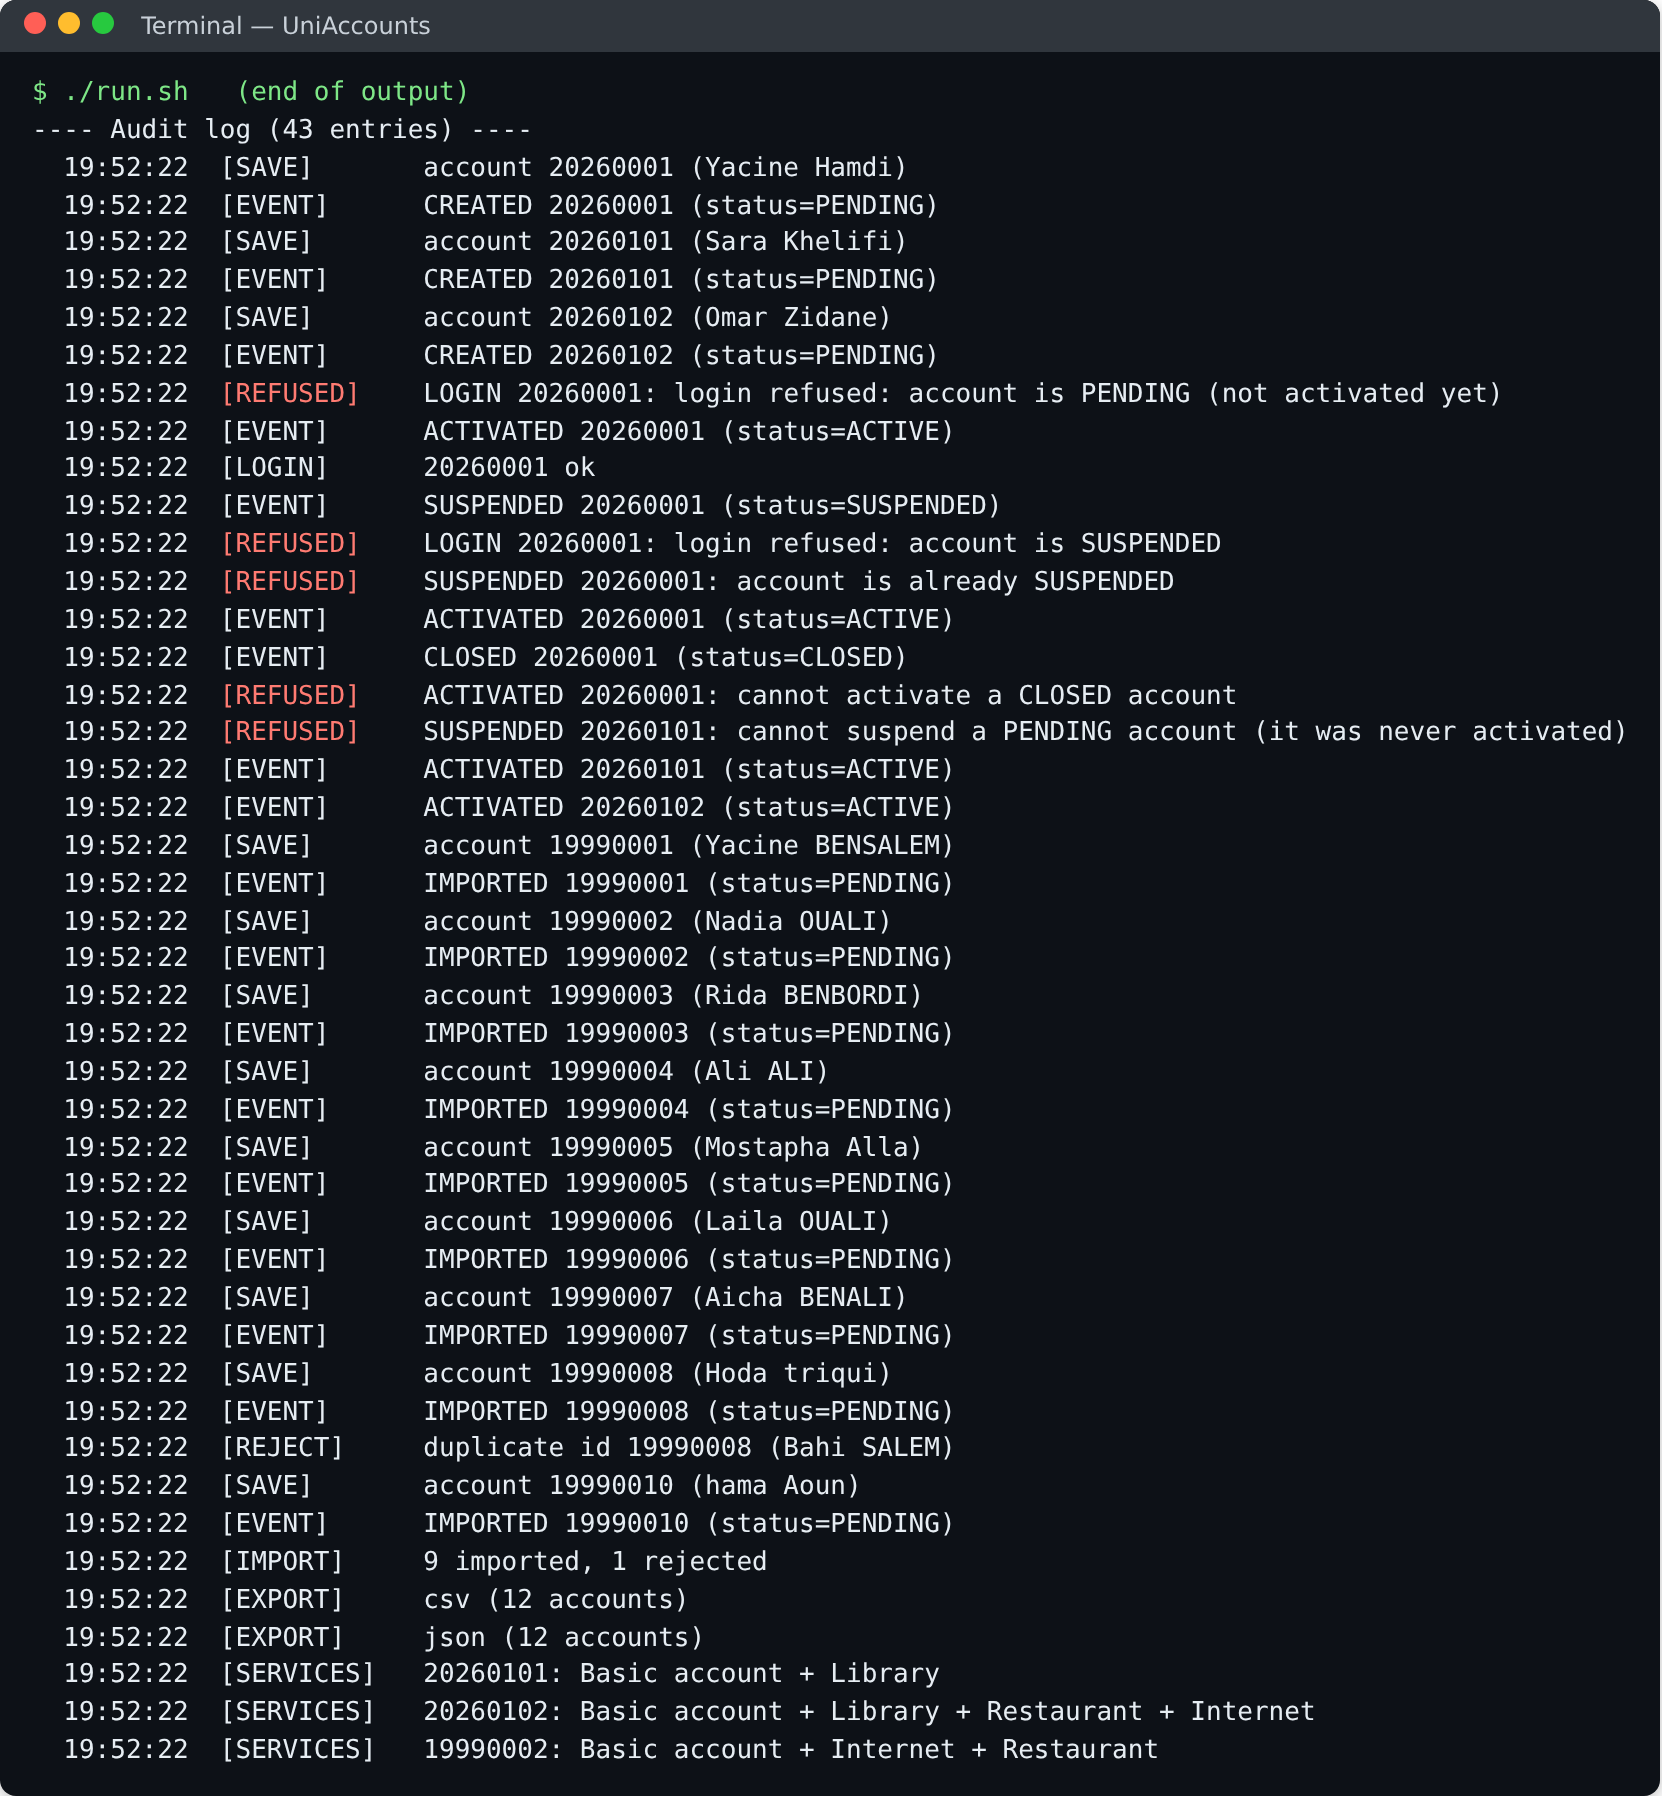 Terminal — UniAccounts
$ ./run.sh   (end of output)
---- Audit log (43 entries) ----
  19:52:22  [SAVE]       account 20260001 (Yacine Hamdi)
  19:52:22  [EVENT]      CREATED 20260001 (status=PENDING)
  19:52:22  [SAVE]       account 20260101 (Sara Khelifi)
  19:52:22  [EVENT]      CREATED 20260101 (status=PENDING)
  19:52:22  [SAVE]       account 20260102 (Omar Zidane)
  19:52:22  [EVENT]      CREATED 20260102 (status=PENDING)
  19:52:22  [REFUSED]    LOGIN 20260001: login refused: account is PENDING (not activated yet)
  19:52:22  [EVENT]      ACTIVATED 20260001 (status=ACTIVE)
  19:52:22  [LOGIN]      20260001 ok
  19:52:22  [EVENT]      SUSPENDED 20260001 (status=SUSPENDED)
  19:52:22  [REFUSED]    LOGIN 20260001: login refused: account is SUSPENDED
  19:52:22  [REFUSED]    SUSPENDED 20260001: account is already SUSPENDED
  19:52:22  [EVENT]      ACTIVATED 20260001 (status=ACTIVE)
  19:52:22  [EVENT]      CLOSED 20260001 (status=CLOSED)
  19:52:22  [REFUSED]    ACTIVATED 20260001: cannot activate a CLOSED account
  19:52:22  [REFUSED]    SUSPENDED 20260101: cannot suspend a PENDING account (it was never activated)
  19:52:22  [EVENT]      ACTIVATED 20260101 (status=ACTIVE)
  19:52:22  [EVENT]      ACTIVATED 20260102 (status=ACTIVE)
  19:52:22  [SAVE]       account 19990001 (Yacine BENSALEM)
  19:52:22  [EVENT]      IMPORTED 19990001 (status=PENDING)
  19:52:22  [SAVE]       account 19990002 (Nadia OUALI)
  19:52:22  [EVENT]      IMPORTED 19990002 (status=PENDING)
  19:52:22  [SAVE]       account 19990003 (Rida BENBORDI)
  19:52:22  [EVENT]      IMPORTED 19990003 (status=PENDING)
  19:52:22  [SAVE]       account 19990004 (Ali ALI)
  19:52:22  [EVENT]      IMPORTED 19990004 (status=PENDING)
  19:52:22  [SAVE]       account 19990005 (Mostapha Alla)
  19:52:22  [EVENT]      IMPORTED 19990005 (status=PENDING)
  19:52:22  [SAVE]       account 19990006 (Laila OUALI)
  19:52:22  [EVENT]      IMPORTED 19990006 (status=PENDING)
  19:52:22  [SAVE]       account 19990007 (Aicha BENALI)
  19:52:22  [EVENT]      IMPORTED 19990007 (status=PENDING)
  19:52:22  [SAVE]       account 19990008 (Hoda triqui)
  19:52:22  [EVENT]      IMPORTED 19990008 (status=PENDING)
  19:52:22  [REJECT]     duplicate id 19990008 (Bahi SALEM)
  19:52:22  [SAVE]       account 19990010 (hama Aoun)
  19:52:22  [EVENT]      IMPORTED 19990010 (status=PENDING)
  19:52:22  [IMPORT]     9 imported, 1 rejected
  19:52:22  [EXPORT]     csv (12 accounts)
  19:52:22  [EXPORT]     json (12 accounts)
  19:52:22  [SERVICES]   20260101: Basic account + Library
  19:52:22  [SERVICES]   20260102: Basic account + Library + Restaurant + Internet
  19:52:22  [SERVICES]   19990002: Basic account + Internet + Restaurant